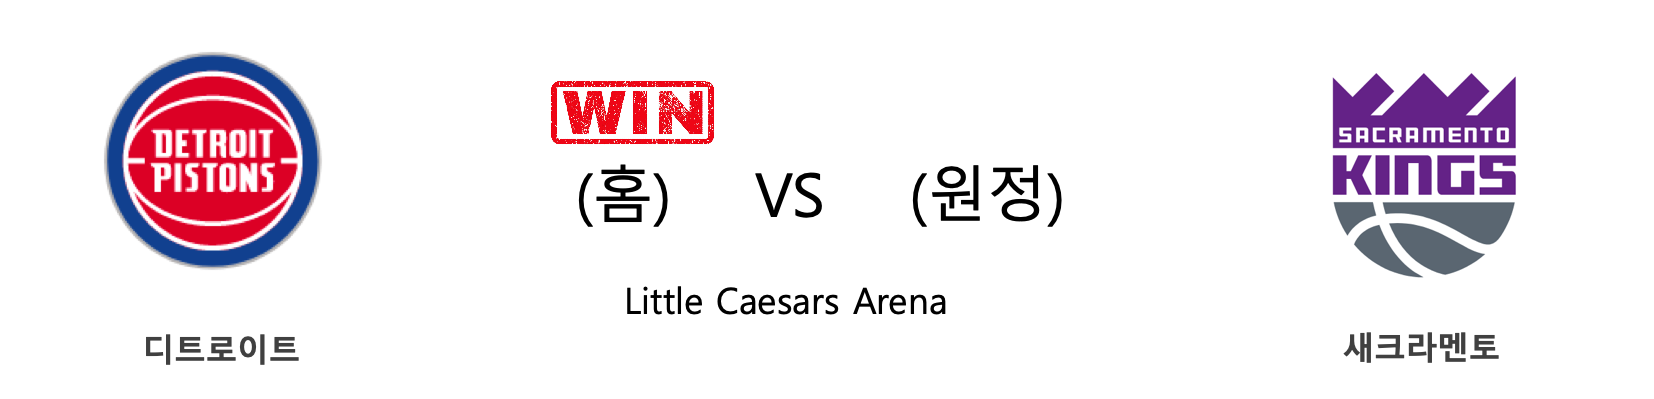 DETROIT
PISTONS
WIN
(홈) VS (원정)
Little Caesars Arena
SACRAMENTO
KINGS
디트로이트
새크라멘토